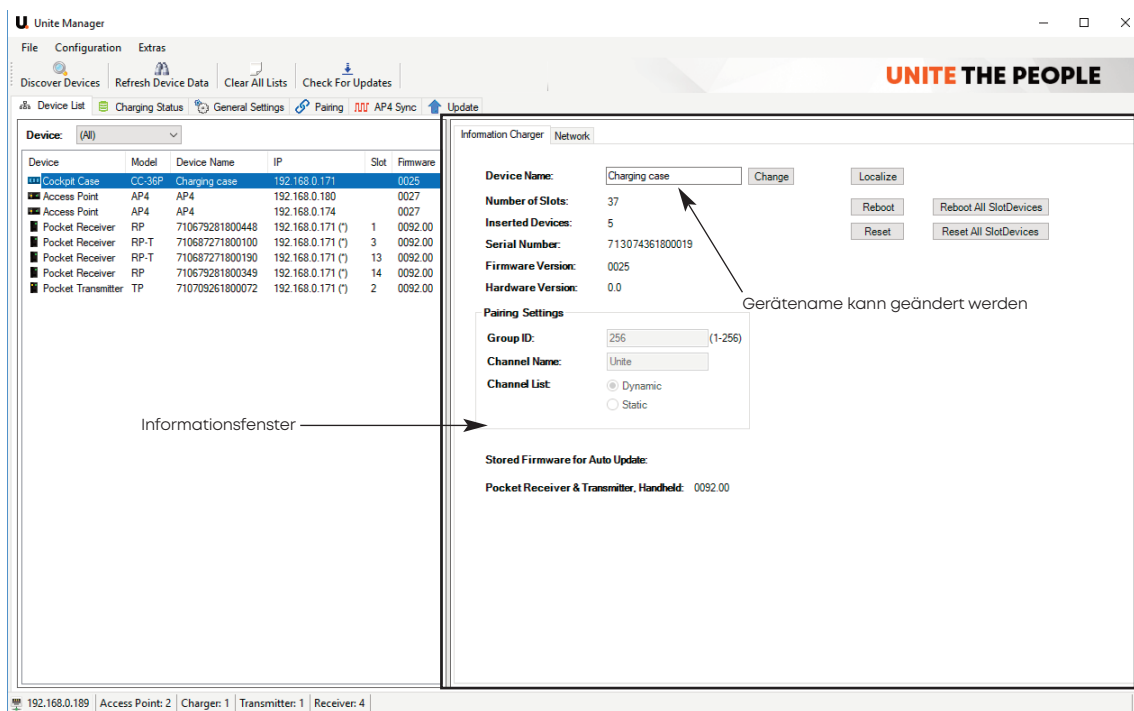 Unite Manager
File Configuration Extras
Discover Devices Refresh Device Data Clear All Lists Check For Updates
UNITE THE PEOPLE
Device List Charging Status General Settings Pairing AP4 Sync Update
Device: (All)
Device Model Device Name IP Slot Firmware
Cockpit Case CC-36P Charging case 192.168.0.171 0025
Access Point AP4 AP4 192.168.0.180 0027
Access Point AP4 AP4 192.168.0.174 0027
Pocket Receiver RP 710679281800448 192.168.0.171 (*) 1 0092.00
Pocket Receiver RP-T 710687271800100 192.168.0.171 (*) 3 0092.00
Pocket Receiver RP-T 710687271800190 192.168.0.171 (*) 13 0092.00
Pocket Receiver RP 710679281800349 192.168.0.171 (*) 14 0092.00
Pocket Transmitter TP 710709261800072 192.168.0.171 (*) 2 0092.00
Informationsfenster
Information Charger Network
Device Name: Charging case Change Localize
Number of Slots: 37 Reboot Reboot All SlotDevices
Inserted Devices: 5 Reset Reset All SlotDevices
Serial Number: 713074361800019
Firmware Version: 0025
Hardware Version: 0.0
Gerätename kann geändert werden
Pairing Settings
Group ID: 256 (1-256)
Channel Name: Unite
Channel List: Dynamic
Static
Stored Firmware for Auto Update:
Pocket Receiver & Transmitter, Handheld: 0092.00
192.168.0.189 Access Point: 2 Charger: 1 Transmitter: 1 Receiver: 4